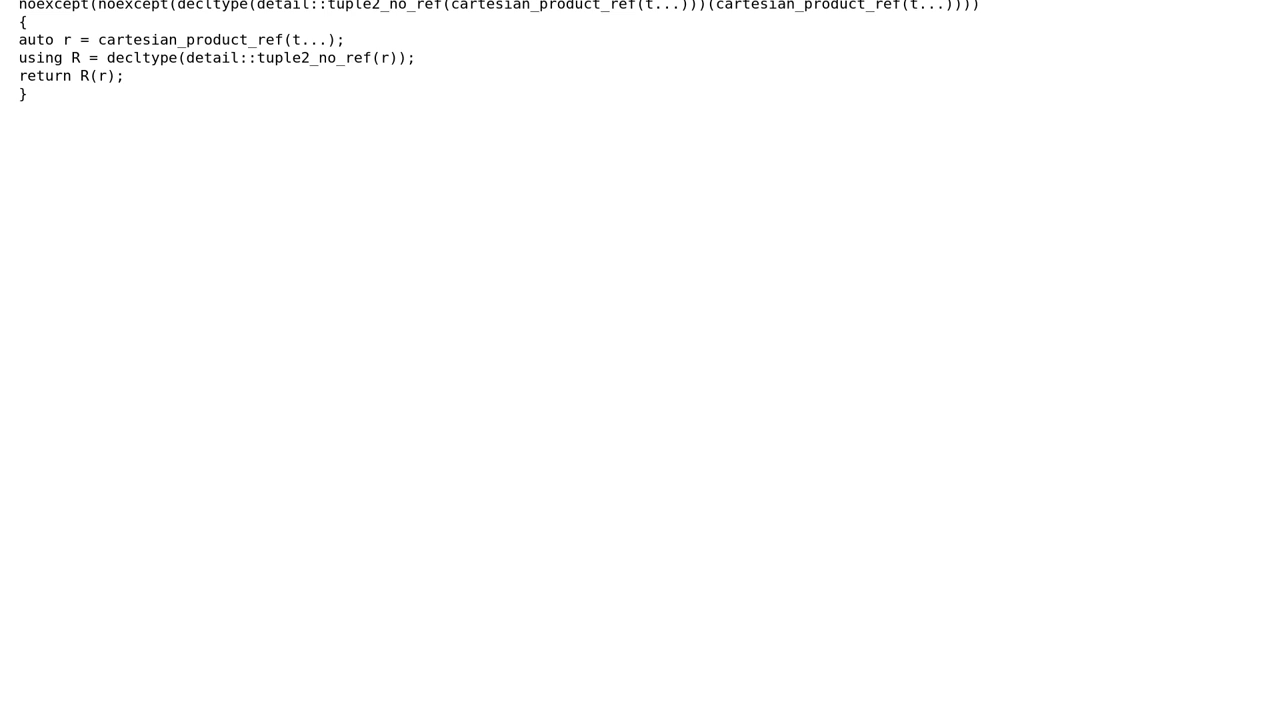 noexcept(noexcept(decltype(detail::tuple2_no_ref(cartesian_product_ref(t...)))(cartesian_product_ref(t...))))
{
auto r = cartesian_product_ref(t...);
using R = decltype(detail::tuple2_no_ref(r));
return R(r);
}